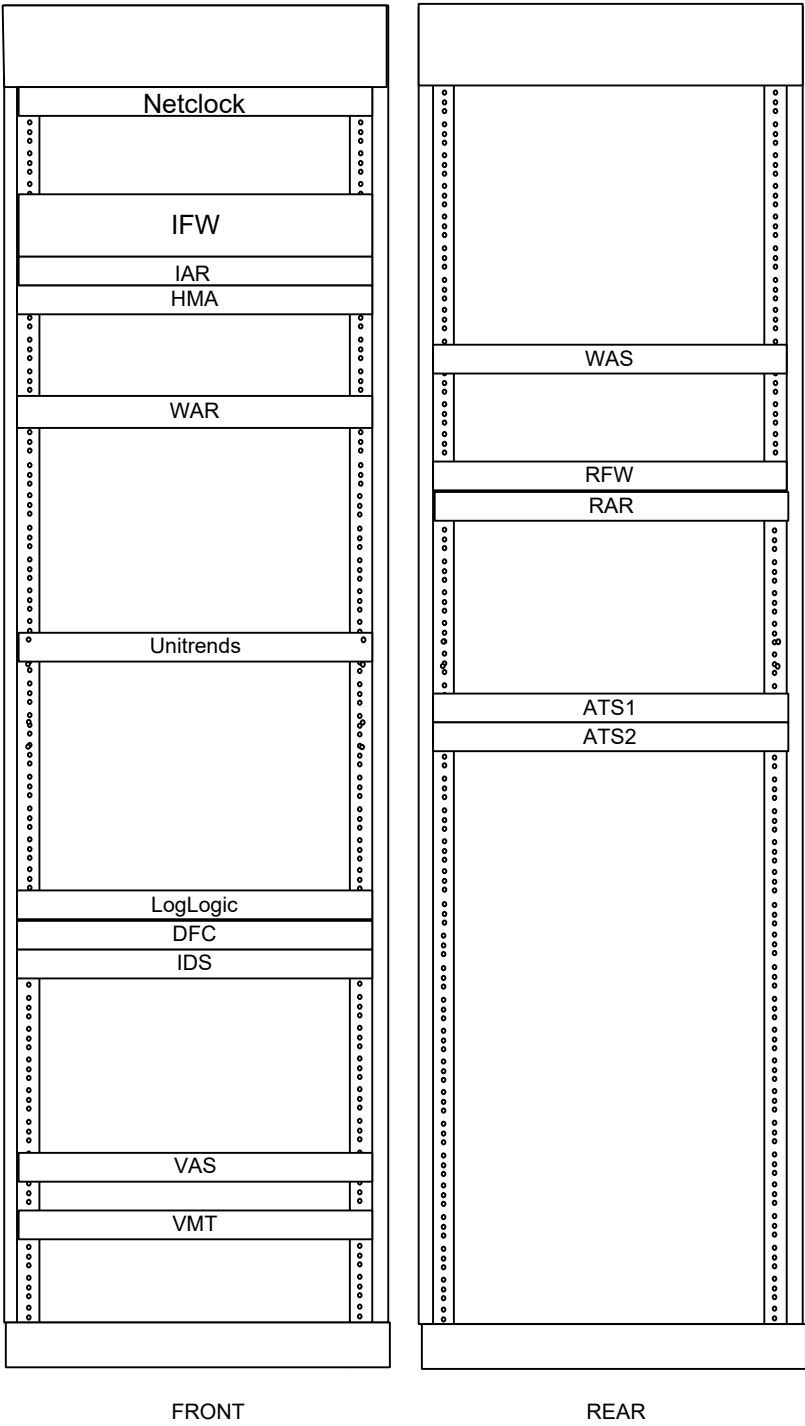 Netclock
IFW
IAR
HMA
WAR
Unitrends
LogLogic
DFC
IDS
VAS
VMT
FRONT
WAS
RFW
RAR
ATS1
ATS2
REAR